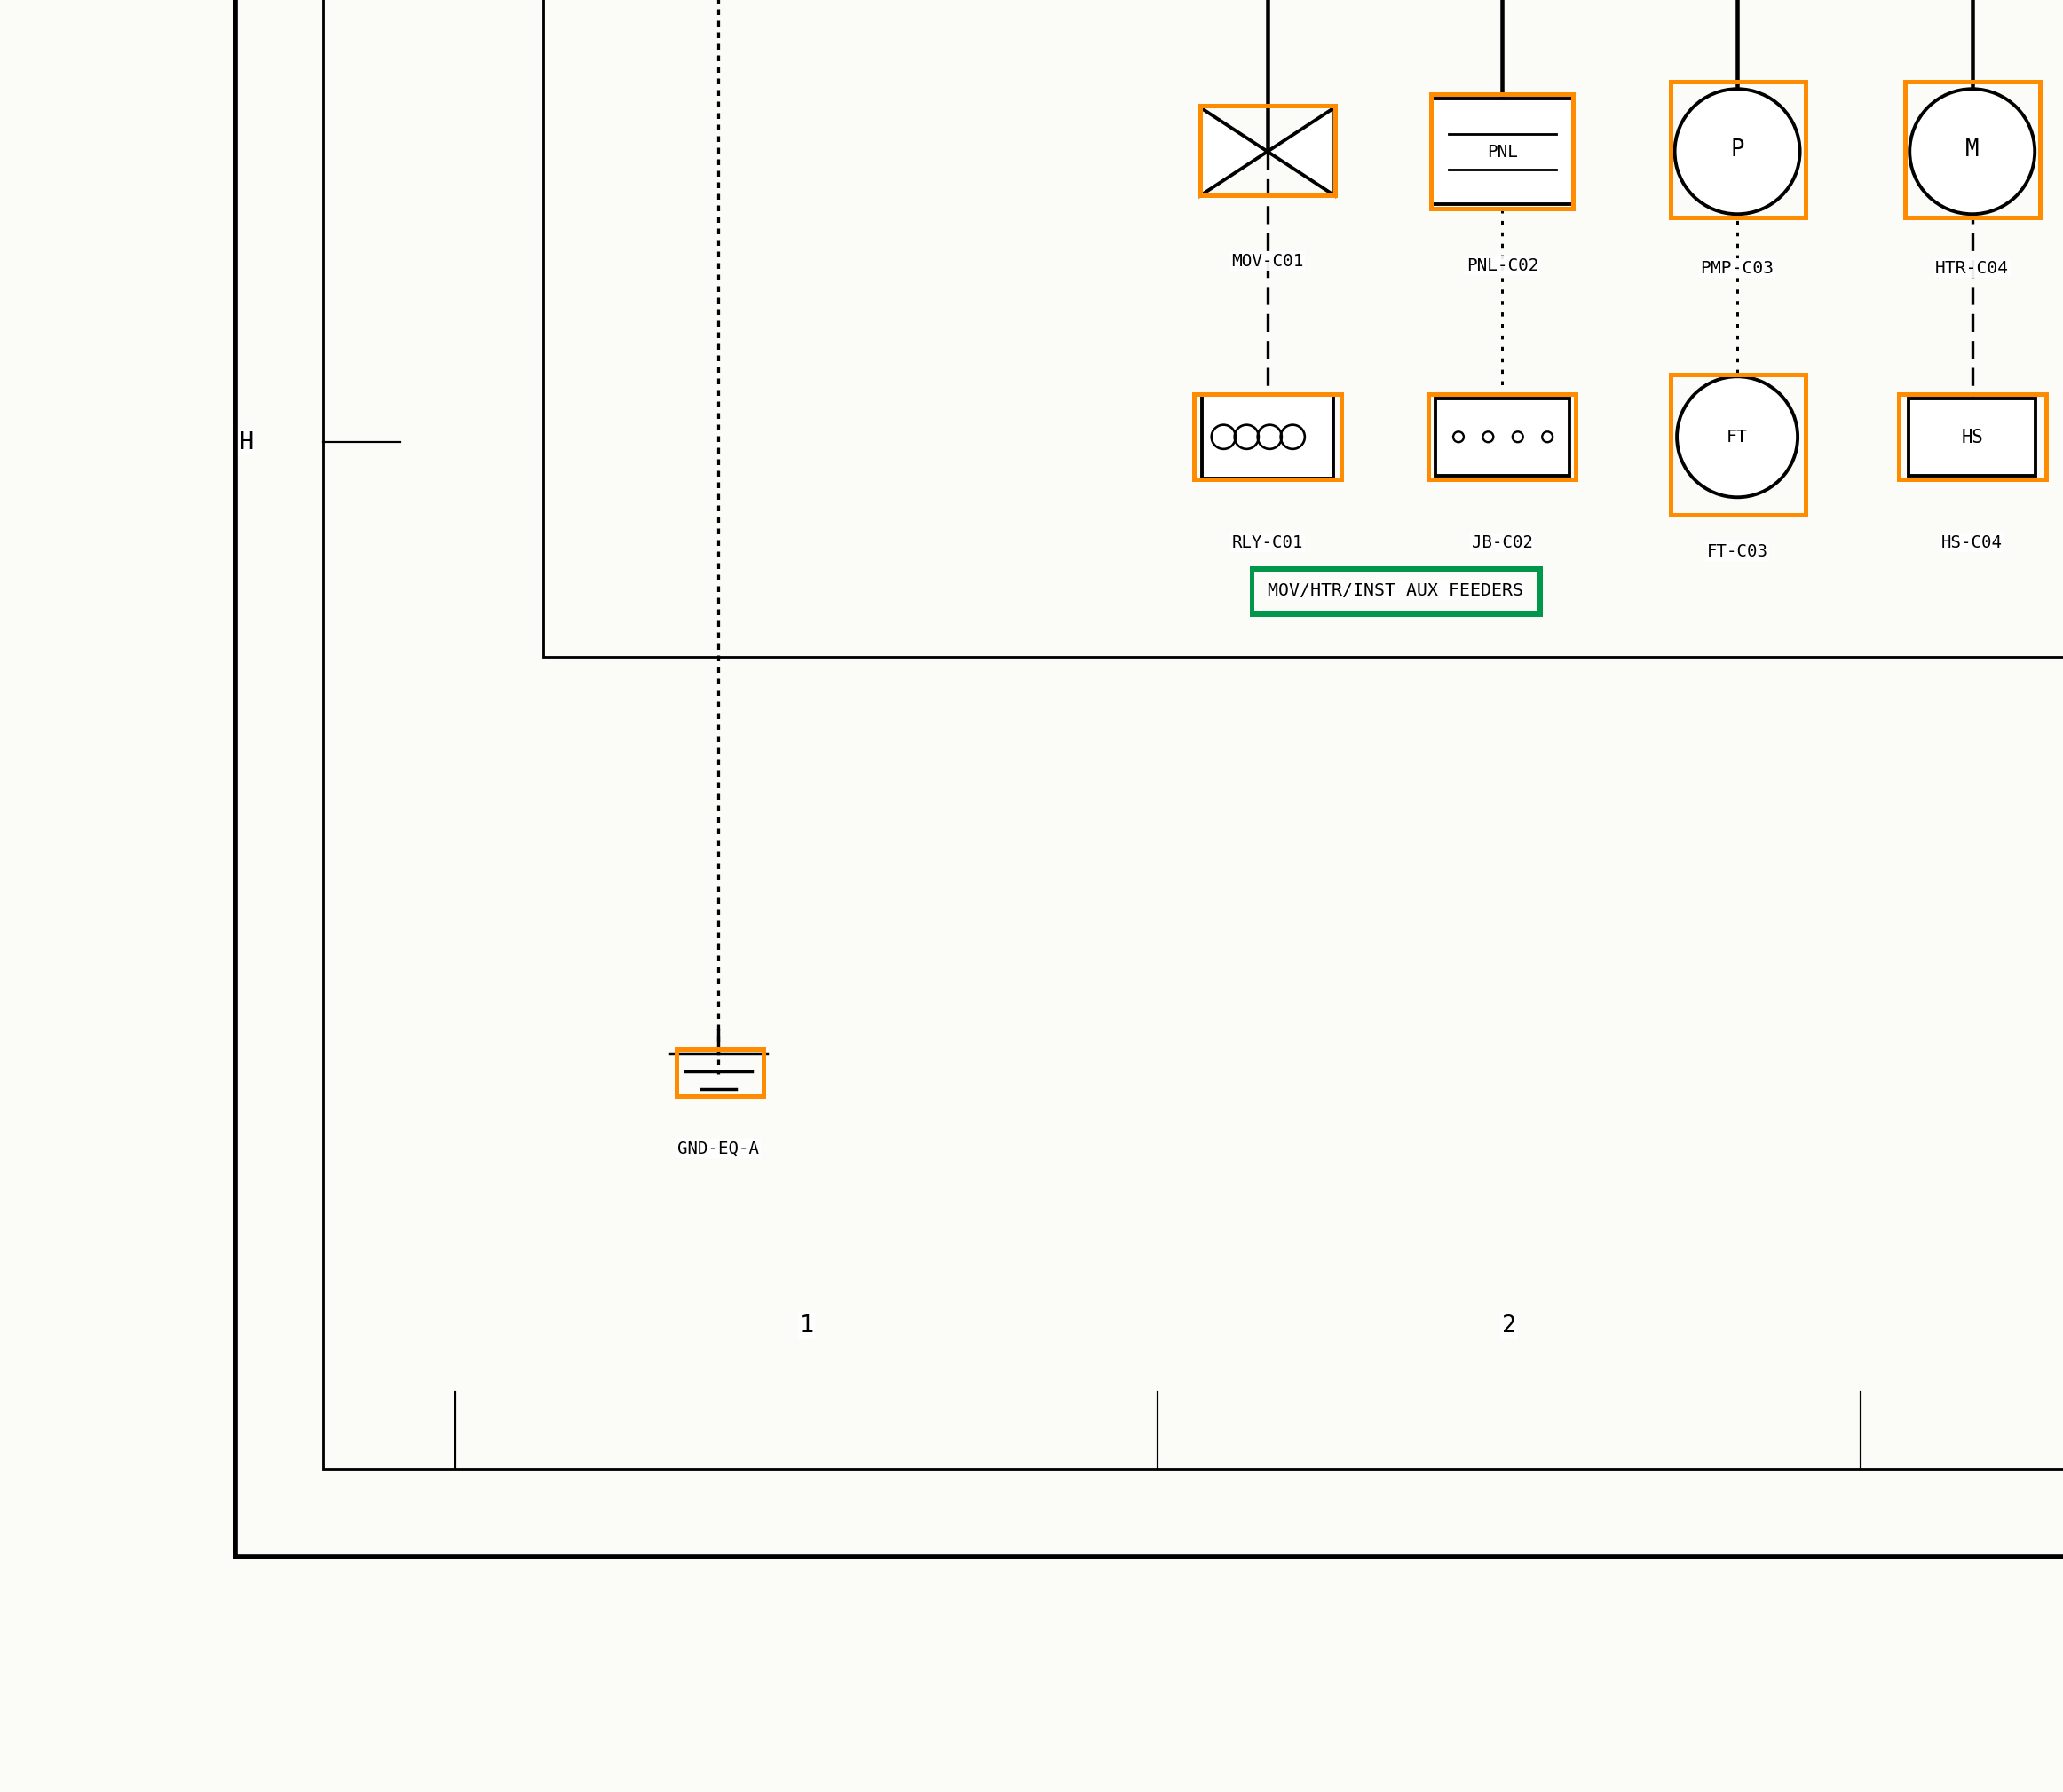 P
M
PNL
MOV-C01
PNL-C02
PMP-C03
HTR-C04
H
FT
HS
RLY-C01
JB-C02
FT-C03
HS-C04
MOV/HTR/INST AUX FEEDERS
GND-EQ-A
1
2